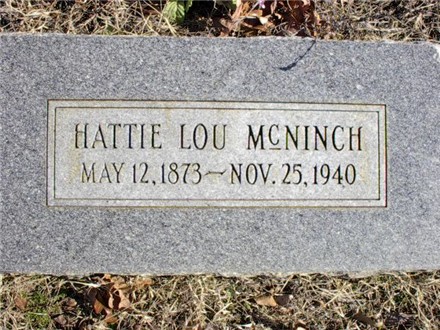 HATTIE LOU McNINCH
MAY 12, 1873 — NOV. 25, 1940